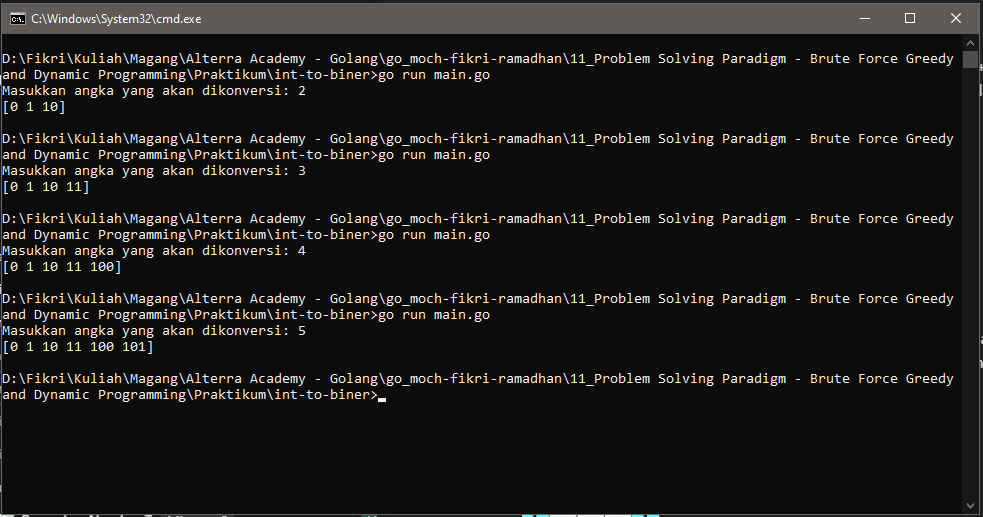 C:\Windows\System32\cmd.exe
D:\Fikri\Kuliah\Magang\Alterra Academy - Golang\go_moch-fikri-ramadhan\11_Problem Solving Paradigm - Brute Force Greedy
and Dynamic Programming\Praktikum\int-to-biner>go run main.go
Masukkan angka yang akan dikonversi: 2
[0 1 10]
D:\Fikri\Kuliah\Magang\Alterra Academy - Golang\go_moch-fikri-ramadhan\11_Problem Solving Paradigm - Brute Force Greedy
and Dynamic Programming\Praktikum\int-to-biner>go run main.go
Masukkan angka yang akan dikonversi: 3
[0 1 10 11]
D:\Fikri\Kuliah\Magang\Alterra Academy - Golang\go_moch-fikri-ramadhan\11_Problem Solving Paradigm - Brute Force Greedy
and Dynamic Programming\Praktikum\int-to-biner>go run main.go
Masukkan angka yang akan dikonversi: 4
[0 1 10 11 100]
D:\Fikri\Kuliah\Magang\Alterra Academy - Golang\go_moch-fikri-ramadhan\11_Problem Solving Paradigm - Brute Force Greedy
and Dynamic Programming\Praktikum\int-to-biner>go run main.go
Masukkan angka yang akan dikonversi: 5
[0 1 10 11 100 101]
D:\Fikri\Kuliah\Magang\Alterra Academy - Golang\go_moch-fikri-ramadhan\11_Problem Solving Paradigm - Brute Force Greedy
and Dynamic Programming\Praktikum\int-to-biner>